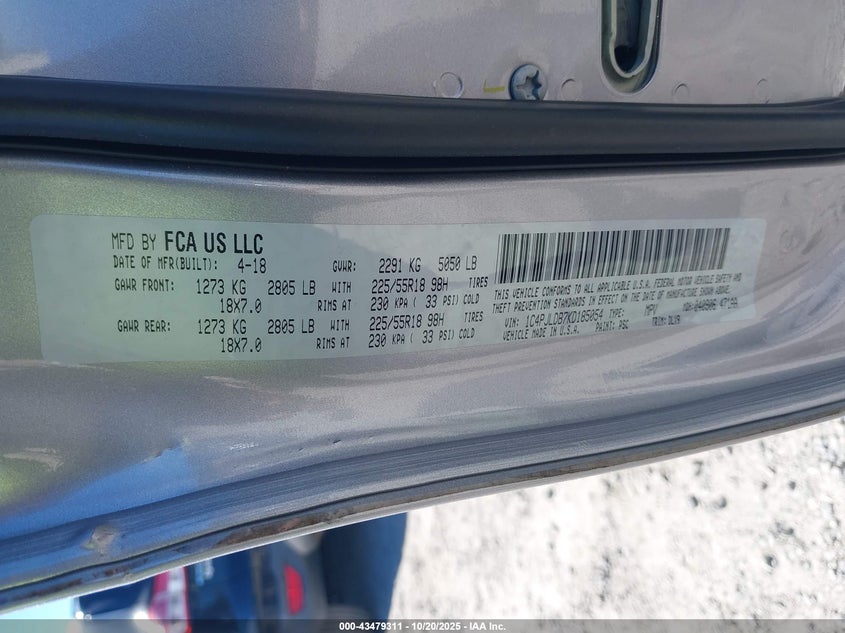 MFD BY FCA US LLC
DATE OF MFR(BUILT): 4-18 GVWR: 2291 KG 5050 LB
GAWR FRONT: 1273 KG 2805 LB WITH 225/55R18 98H TIRES
18X7.0 RIMS AT 230 KPA ( 33 PSI) COLD
GAWR REAR: 1273 KG 2805 LB WITH 225/55R18 98H TIRES
18X7.0 RIMS AT 230 KPA ( 33 PSI) COLD
THIS VEHICLE CONFORMS TO ALL APPLICABLE U.S.A. FEDERAL MOTOR VEHICLE SAFETY AND
THEFT PREVENTION STANDARDS IN EFFECT ON THE DATE OF MANUFACTURE SHOWN ABOVE.
VIN: 1C4PJLDB7KD185054 TYPE: MPV MDH:
VEHICLE MADE IN U.S.A. PAINT: PSC TRIM:
000-43479311 - 10/20/2025 - IAA Inc.